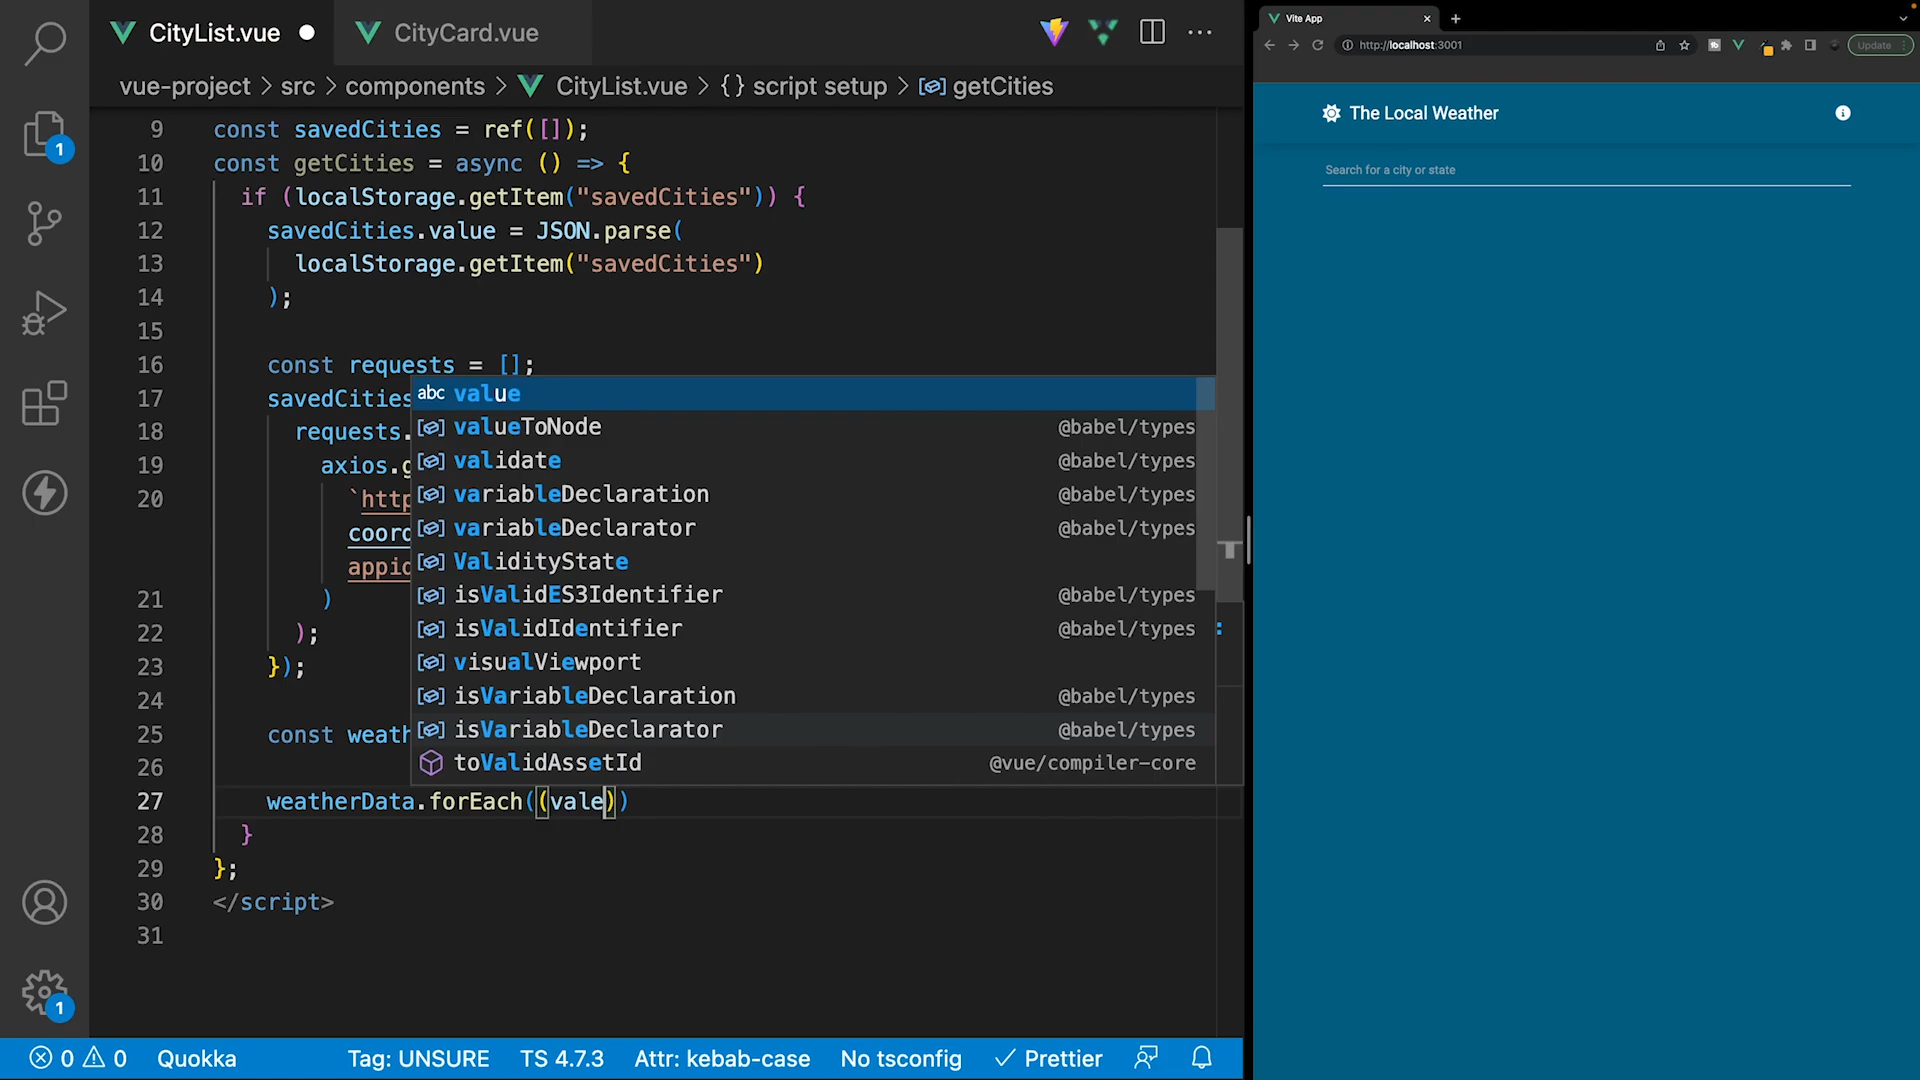 CityList.vue
CityCard.vue
vue-project > src > components > CityList.vue > {} script setup > getCities
9 const savedCities = ref([]);
10 const getCities = async () => {
11 if (localStorage.getItem("savedCities")) {
12 savedCities.value = JSON.parse(
13 localStorage.getItem("savedCities")
14 );
15
16 const requests = [];
17 savedCities
18 requests.
19 axios.g
20 `http
coord
appid
21 )
22 );
23 });
24
25 const weath
26
27 weatherData.forEach((vale))
28 }
29 };
30 </script>
31
abc value
valueToNode @babel/types
validate @babel/types
variableDeclaration @babel/types
variableDeclarator @babel/types
ValidityState
isValidES3Identifier @babel/types
isValidIdentifier @babel/types
visualViewport
isVariableDeclaration @babel/types
isVariableDeclarator @babel/types
toValidAssetId @vue/compiler-core
1
1
0 0 Quokka Tag: UNSURE TS 4.7.3 Attr: kebab-case No tsconfig Prettier
Vite App
http://localhost:3001
Update
The Local Weather
Search for a city or state